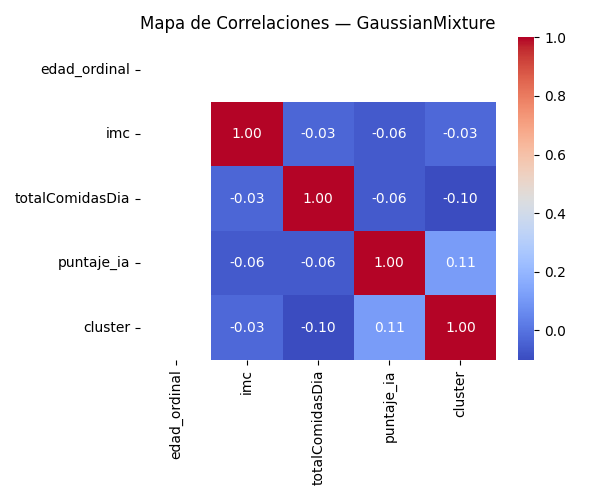 Mapa de Correlaciones — GaussianMixture
edad_ordinal
imc 1.00 -0.03 -0.06 -0.03
totalComidasDia -0.03 1.00 -0.06 -0.10
puntaje_ia -0.06 -0.06 1.00 0.11
cluster -0.03 -0.10 0.11 1.00
edad_ordinal
imc
totalComidasDia
puntaje_ia
cluster
1.0
0.8
0.6
0.4
0.2
0.0